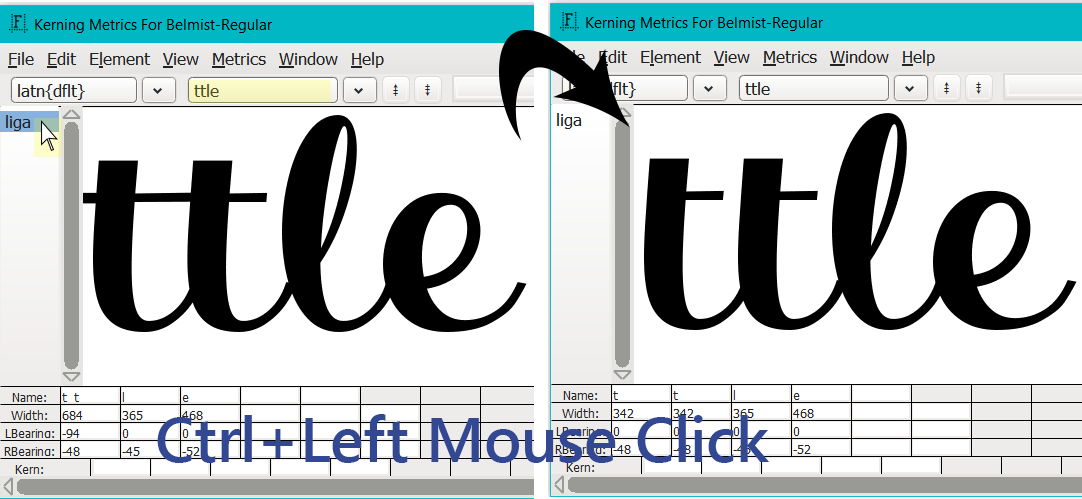 Kerning Metrics For Belmist-Regular
File Edit Element View Metrics Window Help
latn{dflt} ttle
liga
ttle
Name: t_t l e
Width: 684 365 468
LBearing: -94 0 0
RBearing: -48 -45 -52
Kern:
Kerning Metrics For Belmist-Regular
Edit Element View Metrics Window Help
dflt} ttle
liga
ttle
Name: t t l e
Width: 342 342 365 468
LBearing: 0 0 0 0
RBearing: -48 -48 -45 -52
Kern:
Ctrl+Left Mouse Click